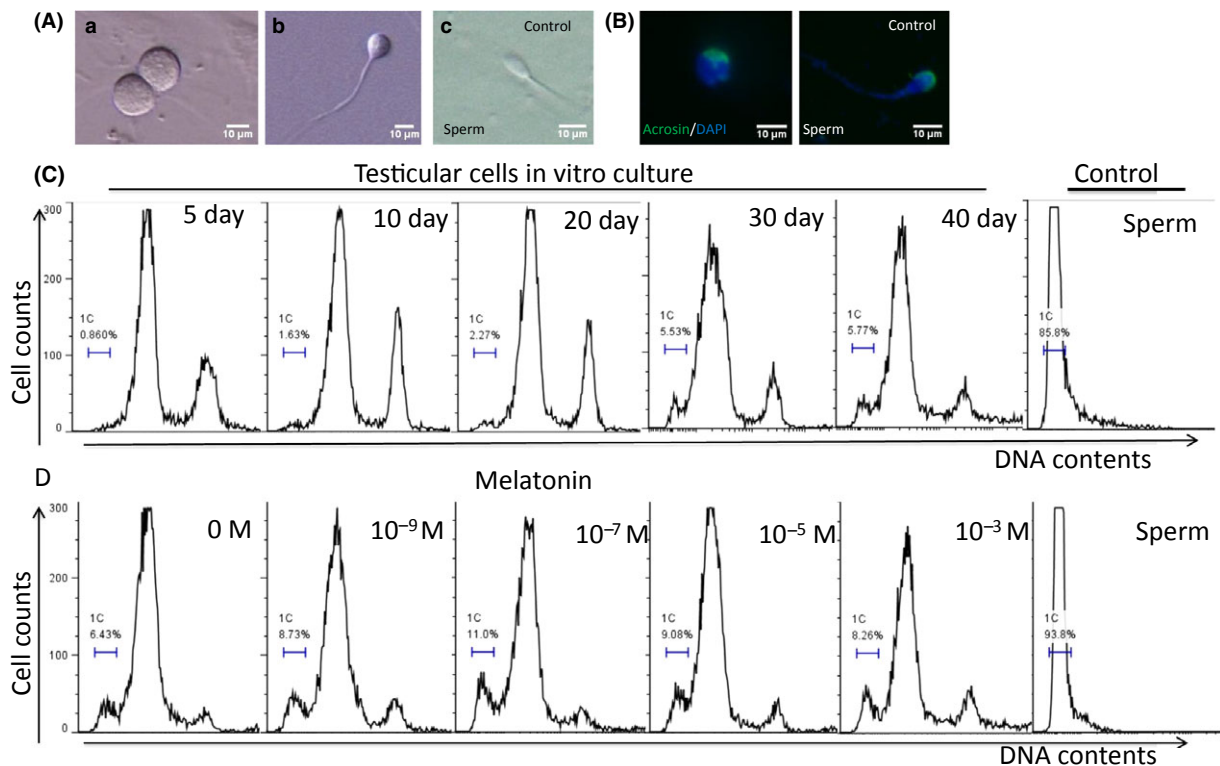 (A)
a
b
c
Control
Sperm
10 µm
10 µm
10 µm
(B)
Control
Acrosin/DAPI
Sperm
10 µm
10 µm
(C)
Testicular cells in vitro culture
Control
5 day
10 day
20 day
30 day
40 day
Sperm
Cell counts
300
200
100
0
1C
0.860%
1C
1.63%
1C
2.27%
1C
5.53%
1C
5.77%
1C
85.8%
DNA contents
D
Melatonin
0 M
10⁻⁹ M
10⁻⁷ M
10⁻⁵ M
10⁻³ M
Sperm
Cell counts
300
200
100
0
1C
6.43%
1C
8.73%
1C
11.0%
1C
9.08%
1C
8.26%
1C
93.8%
DNA contents